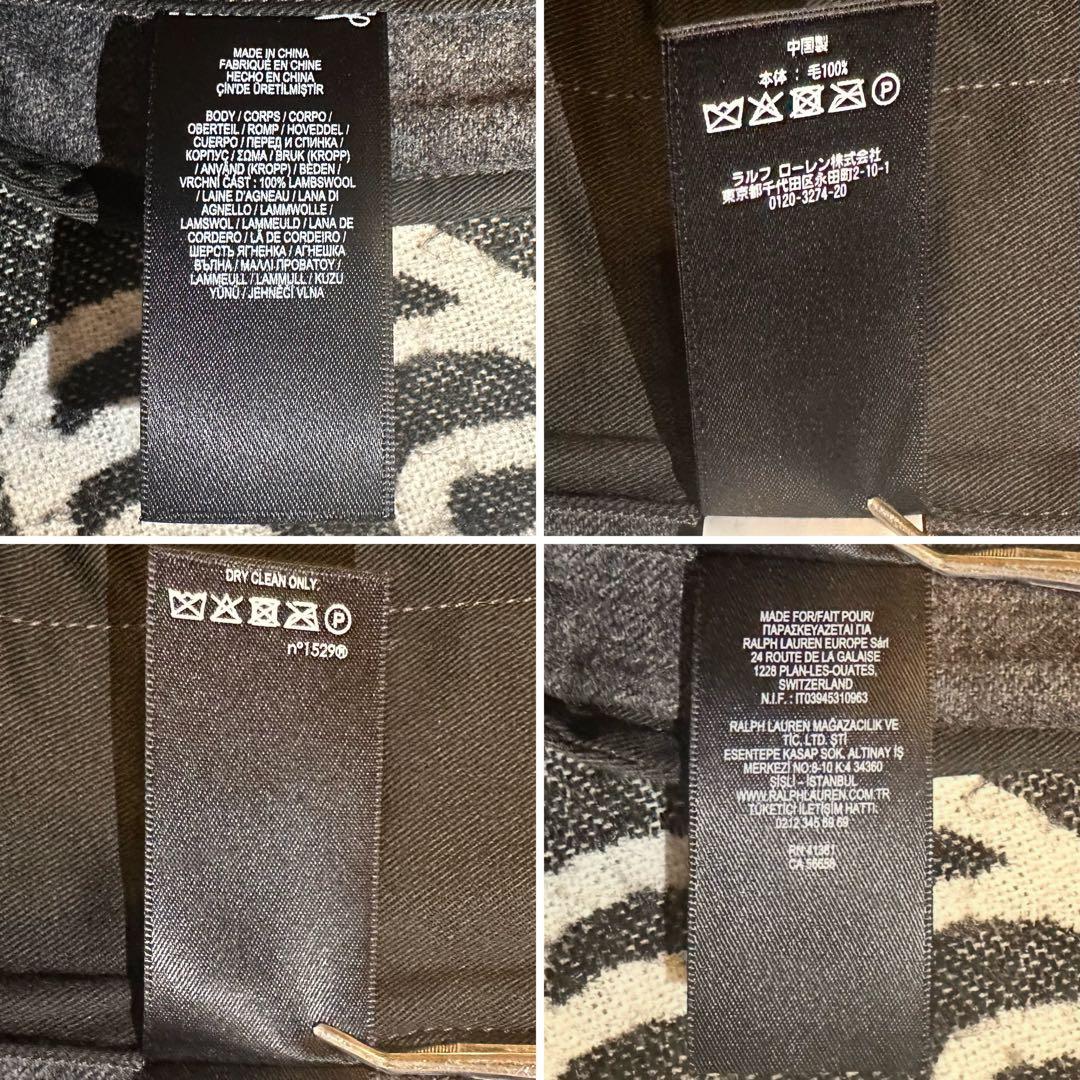 MADE IN CHINA
FABRIQUÉ EN CHINE
HECHO EN CHINA
ÇİN'DE ÜRETİLMİŞTİR
BODY / CORPS / CORPO /
OBERTEIL / ROMP / HOVEDDEL /
CUERPO / ПЕРЕД И СПИНКА /
КОРПУС / ΣΩΜΑ / BRUK (KROPP)
/ ANVÄND (KROPP) / BEDEN /
VRCHNÍ ČÁST : 100% LAMBSWOOL
/ LAINE D'AGNEAU / LANA DI
AGNELLO / LAMMWOLLE /
LAMSWOL / LAMMEULD / LANA DE
CORDERO / LÃ DE CORDEIRO /
ШЕРСТЬ ЯГНЕНКА / АГНЕШКА
ВЪЛНА / ΜΑΛΛΙ ΠΡΟΒΑΤΟΥ /
LAMMEULL / LAMMULL / KUZU
YÜNÜ / JEHNĚČÍ VLNA
中国製
本体 : 毛100%
P
ラルフ ローレン株式会社
東京都千代田区永田町2-10-1
0120-3274-20
DRY CLEAN ONLY.
P
n°1529®
MADE FOR/FAIT POUR/
ΠΑΡΑΣΚΕΥΑΖΕΤΑΙ ΓΙΑ
RALPH LAUREN EUROPE Sárl
24 ROUTE DE LA GALAISE
1228 PLAN-LES-OUATES,
SWITZERLAND
N.I.F. : IT03945310963
RALPH LAUREN MAĞAZACILIK VE
TİC. LTD. ŞTİ
ESENTEPE KASAP SOK. ALTINAY İŞ
MERKEZİ NO:8-10 K:4 34360
ŞİŞLİ - İSTANBUL
WWW.RALPHLAUREN.COM.TR
TÜKETİCİ İLETİŞİM HATTI:
0212 345 69 69
RN 41381
CA 56658